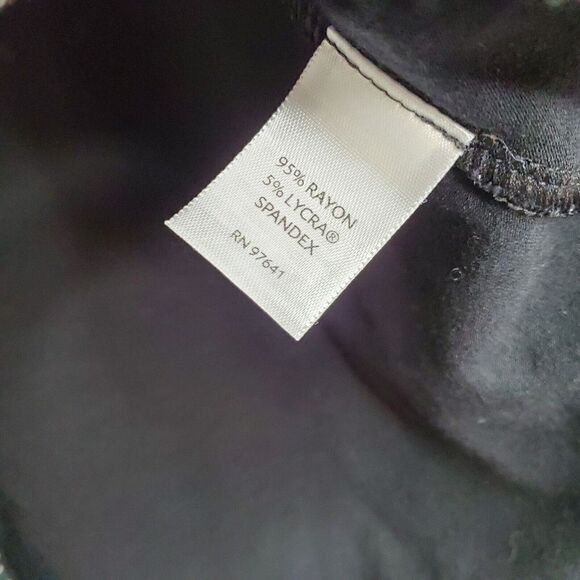 95% RAYON
5% LYCRA®
SPANDEX
RN 97641